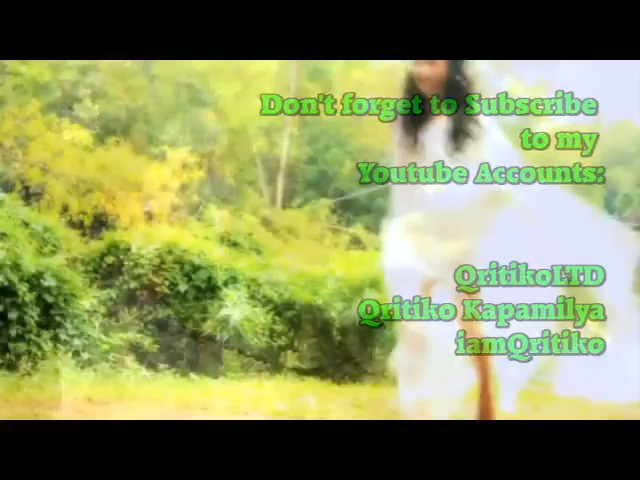 Don't forget to Subscribe
to my
Youtube Accounts:
QritikoLTD
Qritiko Kapamilya
iamQritiko